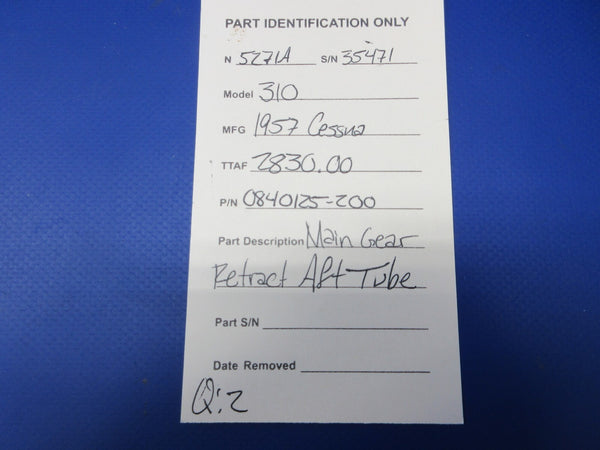 PART IDENTIFICATION ONLY
N 5271A S/N 35471
Model 310
MFG 1957 Cessna
TTAF 2830.00
P/N 0840125-200
Part Description Main Gear
Retract Aft Tube
Part S/N
Date Removed
Q:2